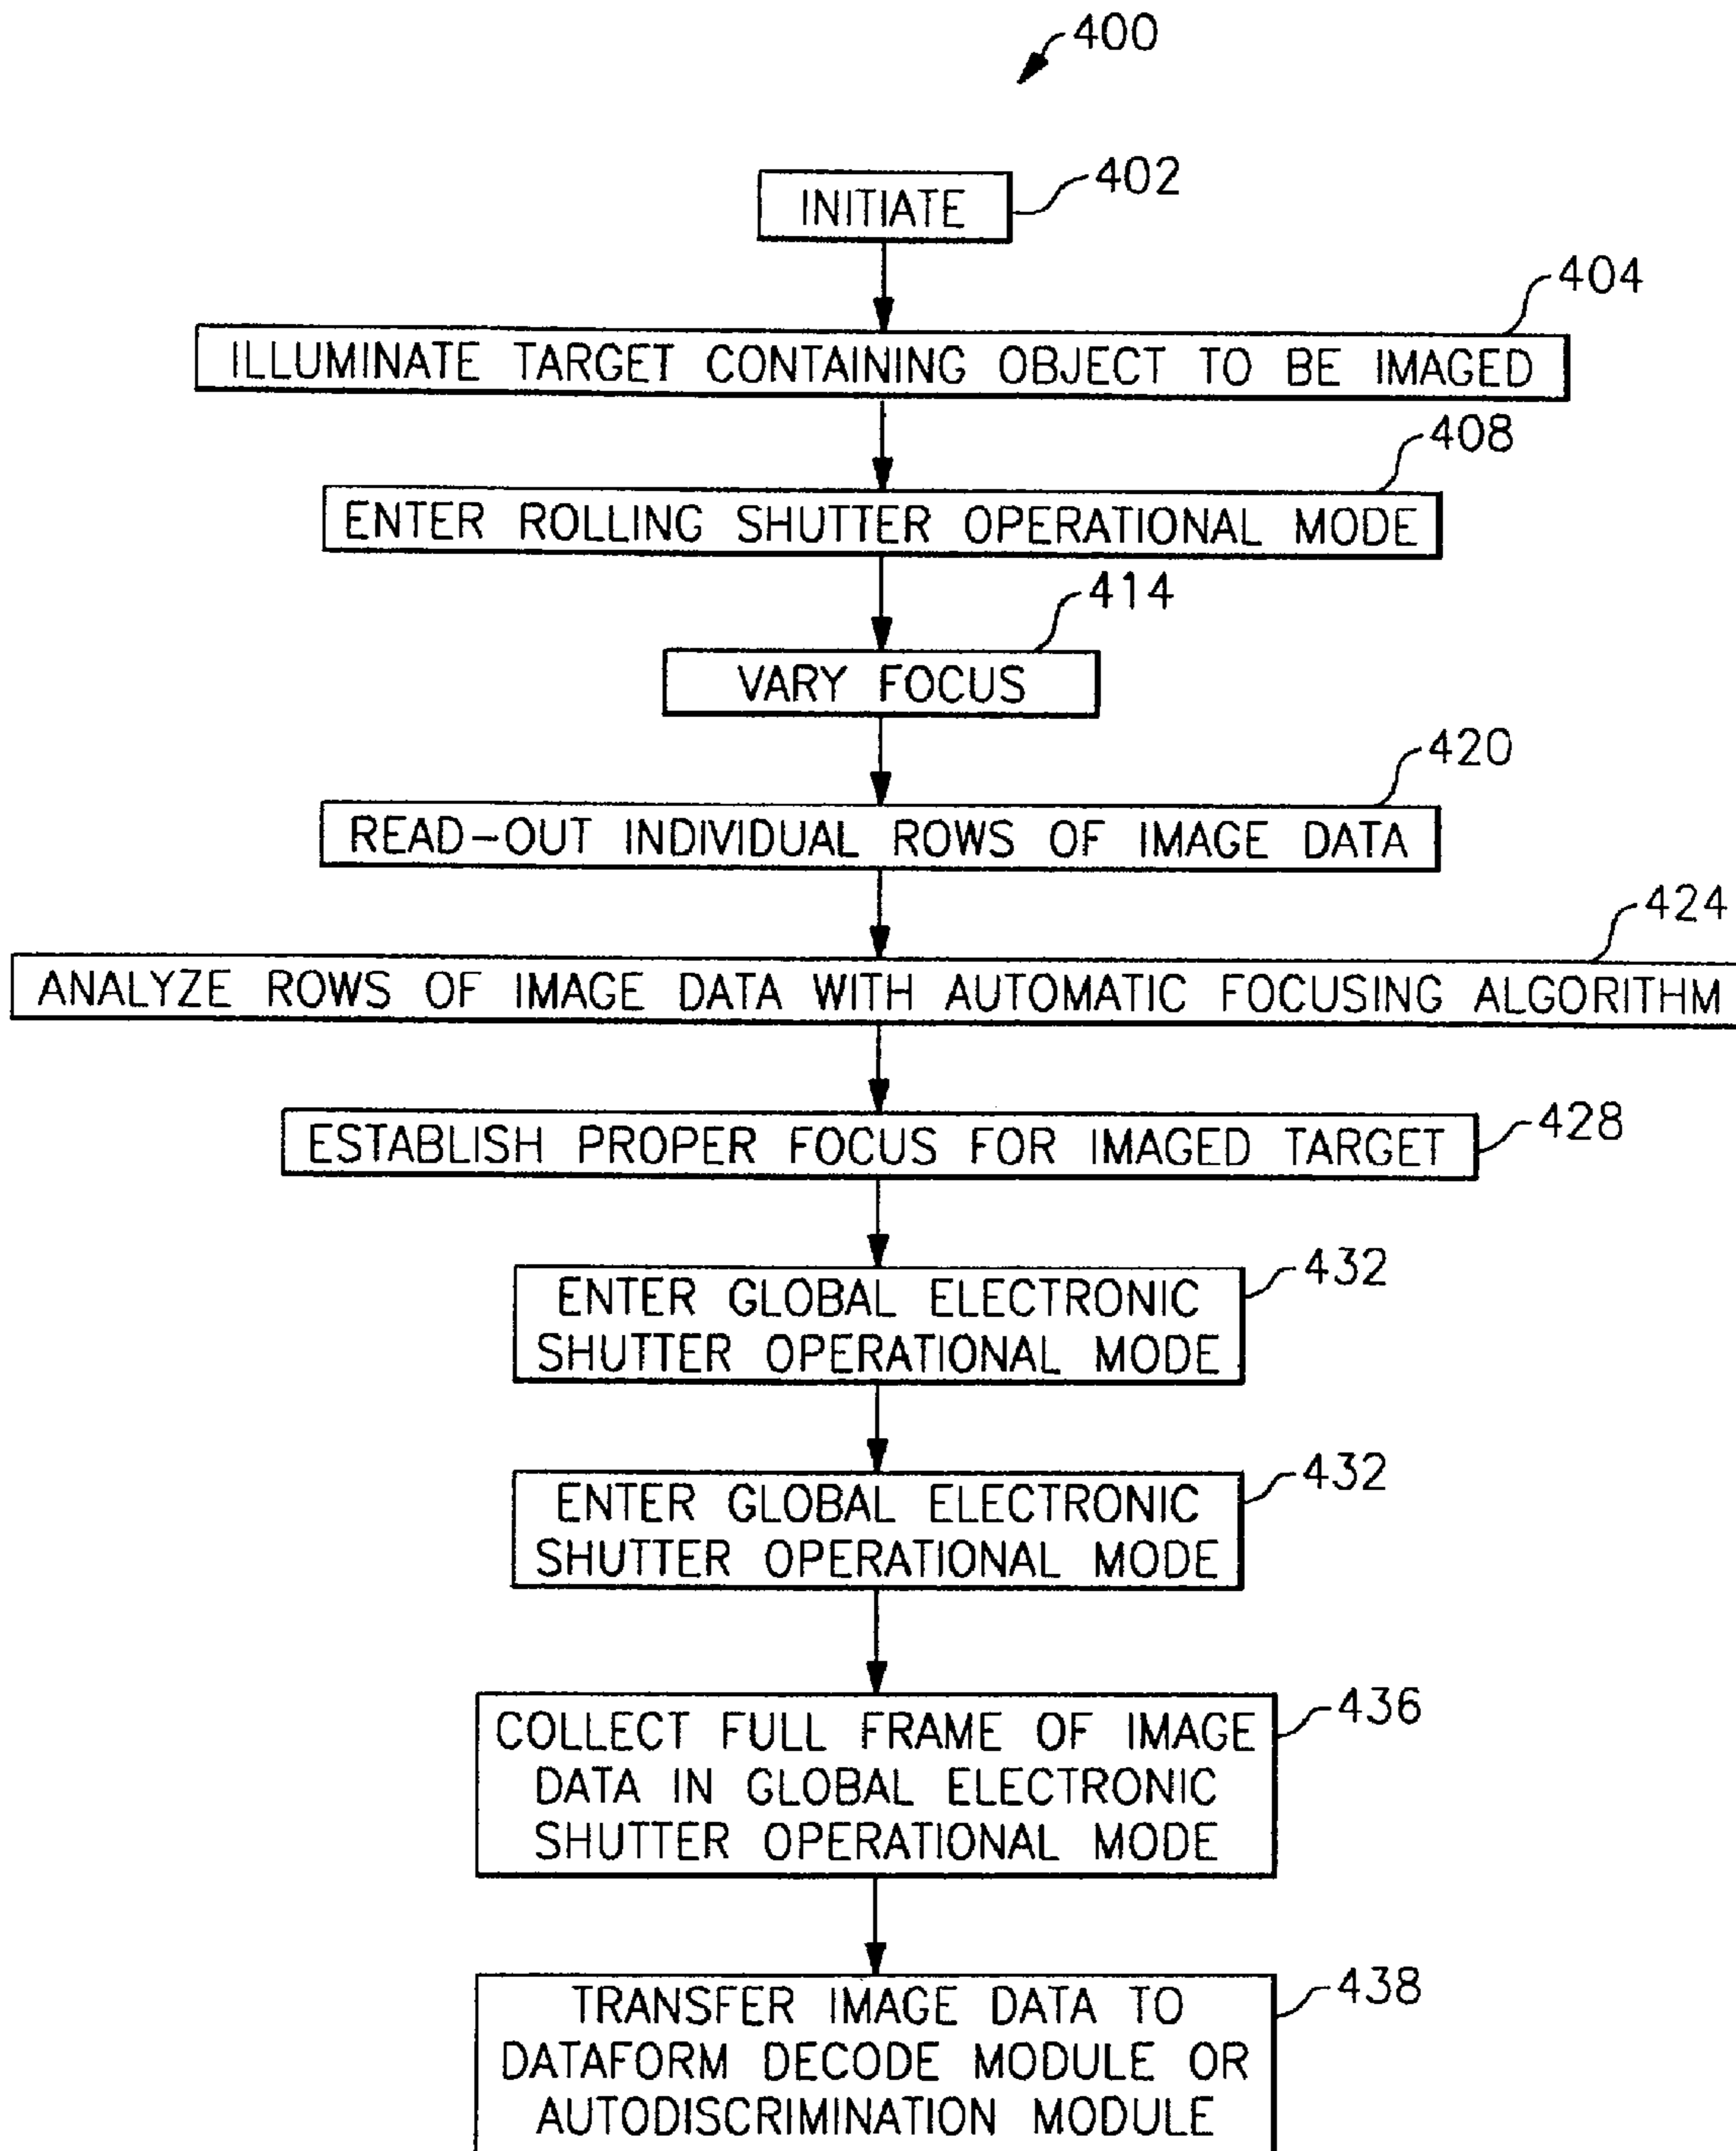 400
INITIATE
402
404
ILLUMINATE TARGET CONTAINING OBJECT TO BE IMAGED
408
ENTER ROLLING SHUTTER OPERATIONAL MODE
414
VARY FOCUS
420
READ-OUT INDIVIDUAL ROWS OF IMAGE DATA
424
ANALYZE ROWS OF IMAGE DATA WITH AUTOMATIC FOCUSING ALGORITHM
ESTABLISH PROPER FOCUS FOR IMAGED TARGET
428
ENTER GLOBAL ELECTRONIC
SHUTTER OPERATIONAL MODE
432
ENTER GLOBAL ELECTRONIC
SHUTTER OPERATIONAL MODE
432
COLLECT FULL FRAME OF IMAGE
DATA IN GLOBAL ELECTRONIC
SHUTTER OPERATIONAL MODE
436
TRANSFER IMAGE DATA TO
DATAFORM DECODE MODULE OR
AUTODISCRIMINATION MODULE
438